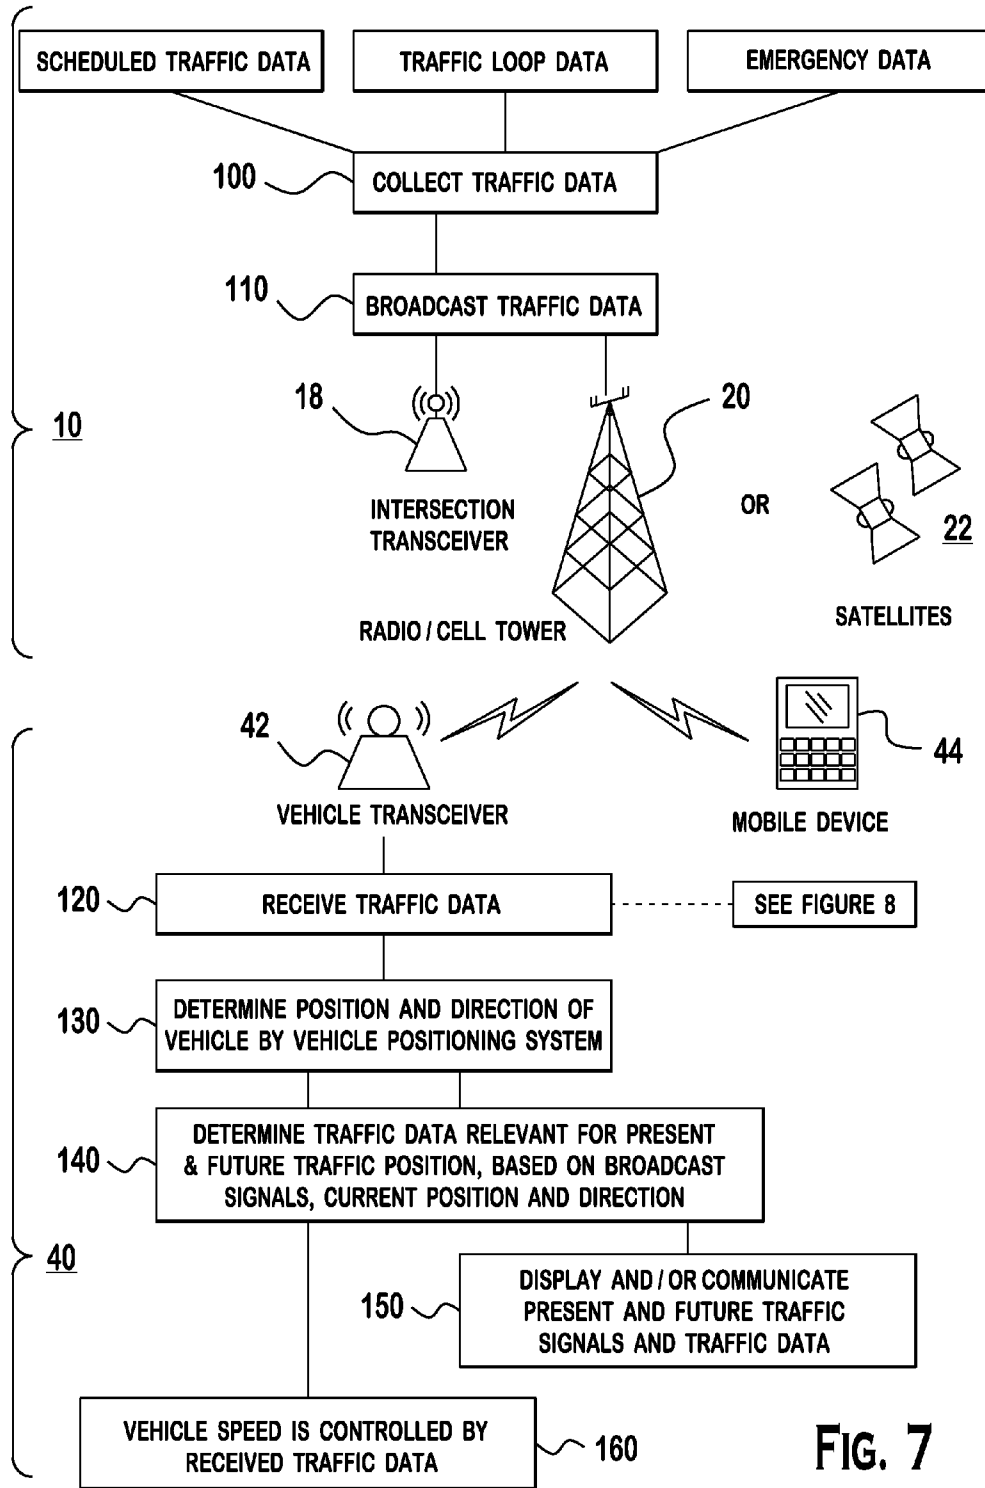 SCHEDULED TRAFFIC DATA
TRAFFIC LOOP DATA
EMERGENCY DATA
100
COLLECT TRAFFIC DATA
110
BROADCAST TRAFFIC DATA
18
20
10
INTERSECTION
TRANSCEIVER
OR
22
RADIO / CELL TOWER
SATELLITES
42
44
VEHICLE TRANSCEIVER
MOBILE DEVICE
120
RECEIVE TRAFFIC DATA
SEE FIGURE 8
130
DETERMINE POSITION AND DIRECTION OF
VEHICLE BY VEHICLE POSITIONING SYSTEM
140
DETERMINE TRAFFIC DATA RELEVANT FOR PRESENT
& FUTURE TRAFFIC POSITION, BASED ON BROADCAST
SIGNALS, CURRENT POSITION AND DIRECTION
40
150
DISPLAY AND / OR COMMUNICATE
PRESENT AND FUTURE TRAFFIC
SIGNALS AND TRAFFIC DATA
VEHICLE SPEED IS CONTROLLED BY
RECEIVED TRAFFIC DATA
160
FIG. 7